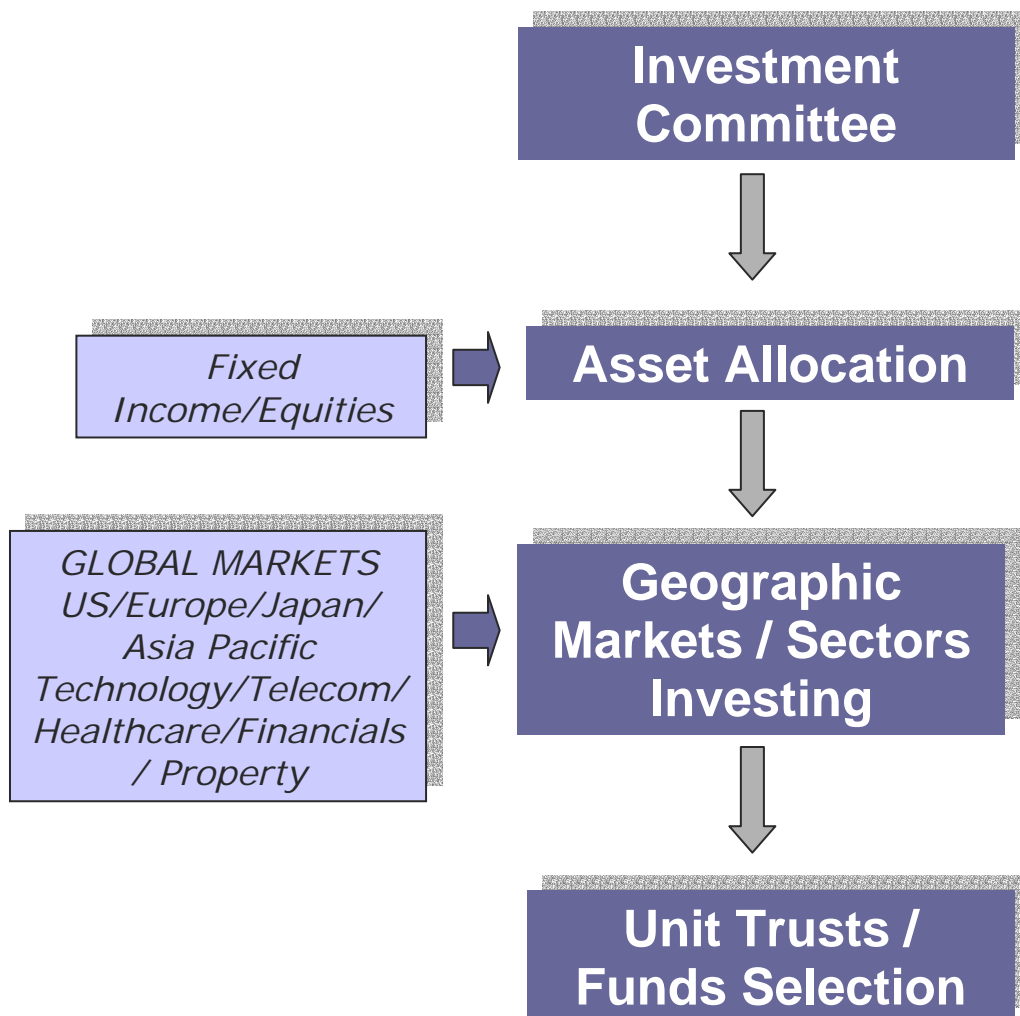 Investment
Committee
Fixed
Income/Equities
Asset Allocation
GLOBAL MARKETS
US/Europe/Japan/
Asia Pacific
Technology/Telecom/
Healthcare/Financials
/ Property
Geographic
Markets / Sectors
Investing
Unit Trusts /
Funds Selection